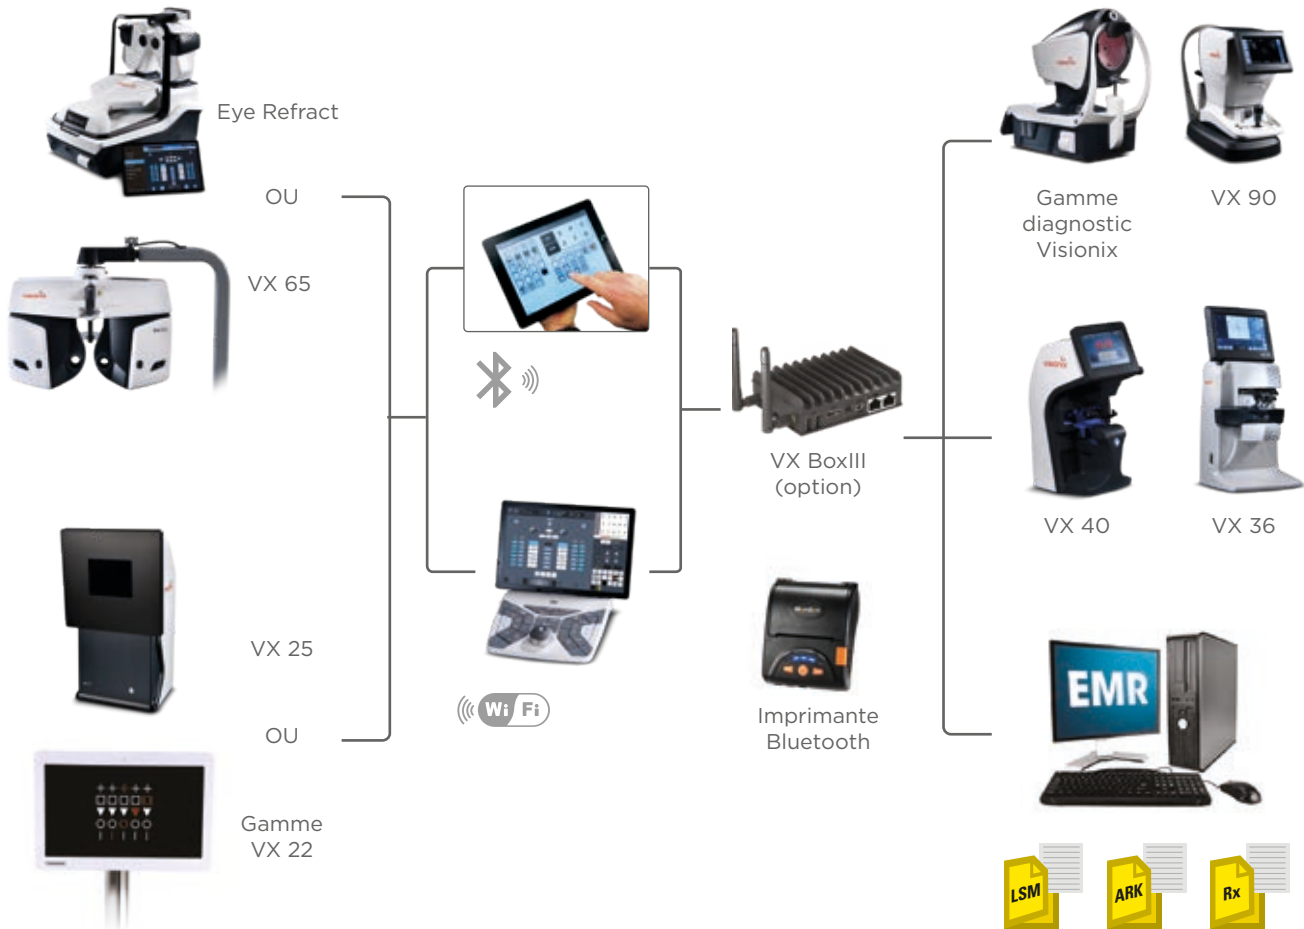 Eye Refract
OU
VX 65
VX 25
OU
Gamme
VX 22
Wi Fi
VX BoxIII
(option)
Imprimante
Bluetooth
Gamme
diagnostic
Visionix
VX 90
VX 40
VX 36
EMR
LSM
ARK
Rx